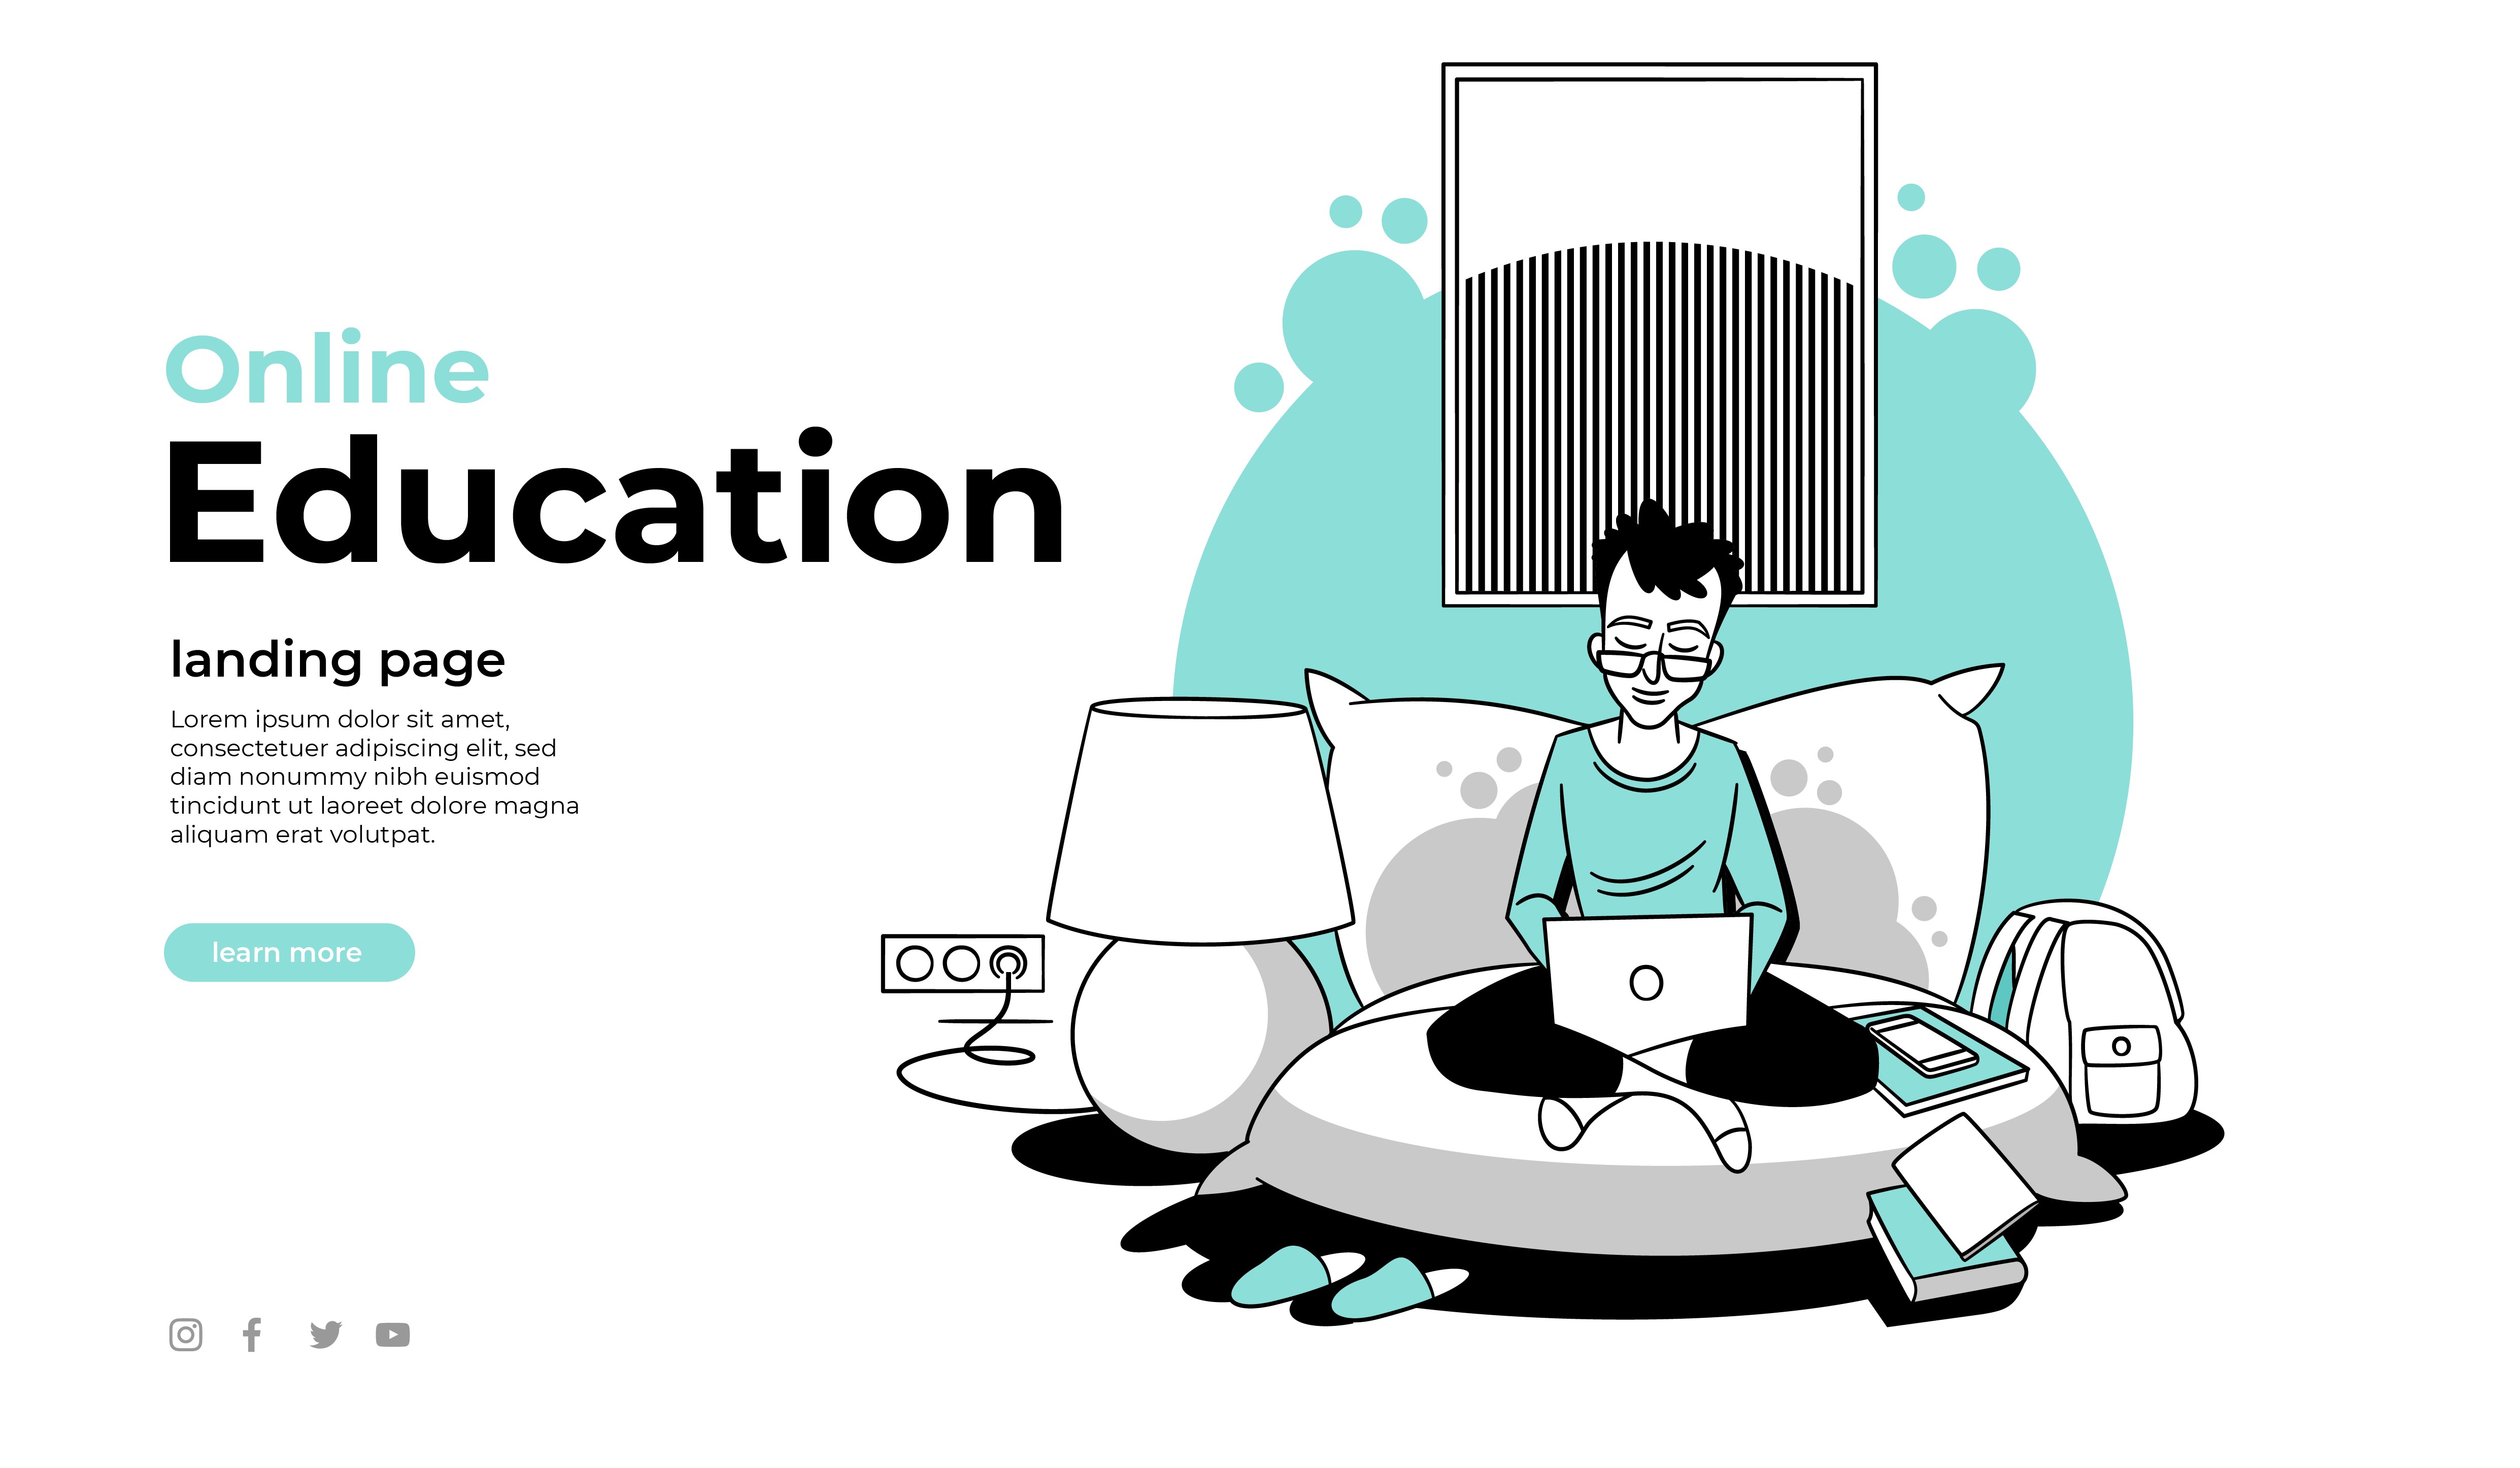 Online
Education
landing page
Lorem ipsum dolor sit amet,
consectetuer adipiscing elit, sed
diam nonummy nibh euismod
tincidunt ut laoreet dolore magna
aliquam erat volutpat.
learn more